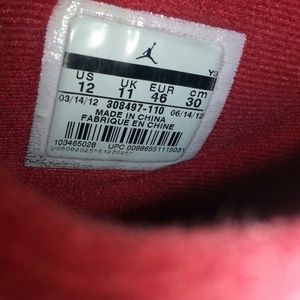 US UK EUR cm
12 11 46 30
03/14/12 308497-110 06/14/12
MADE IN CHINA
FABRIQUE EN CHINE
103465028 UPC